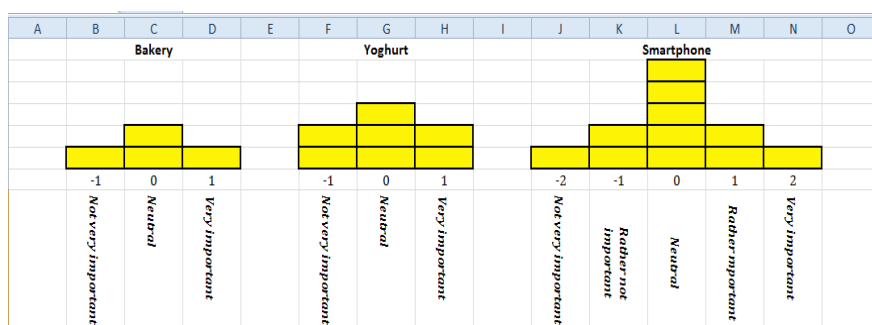 A B C D E F G H I J K L M N O
Bakery Yoghurt Smartphone
-1 0 1 -1 0 1 -2 -1 0 1 2
Not very important
Neutral
Very important
Not very important
Neutral
Very important
Not very important
Rather not
important
Neutral
Rather mportant
Very important